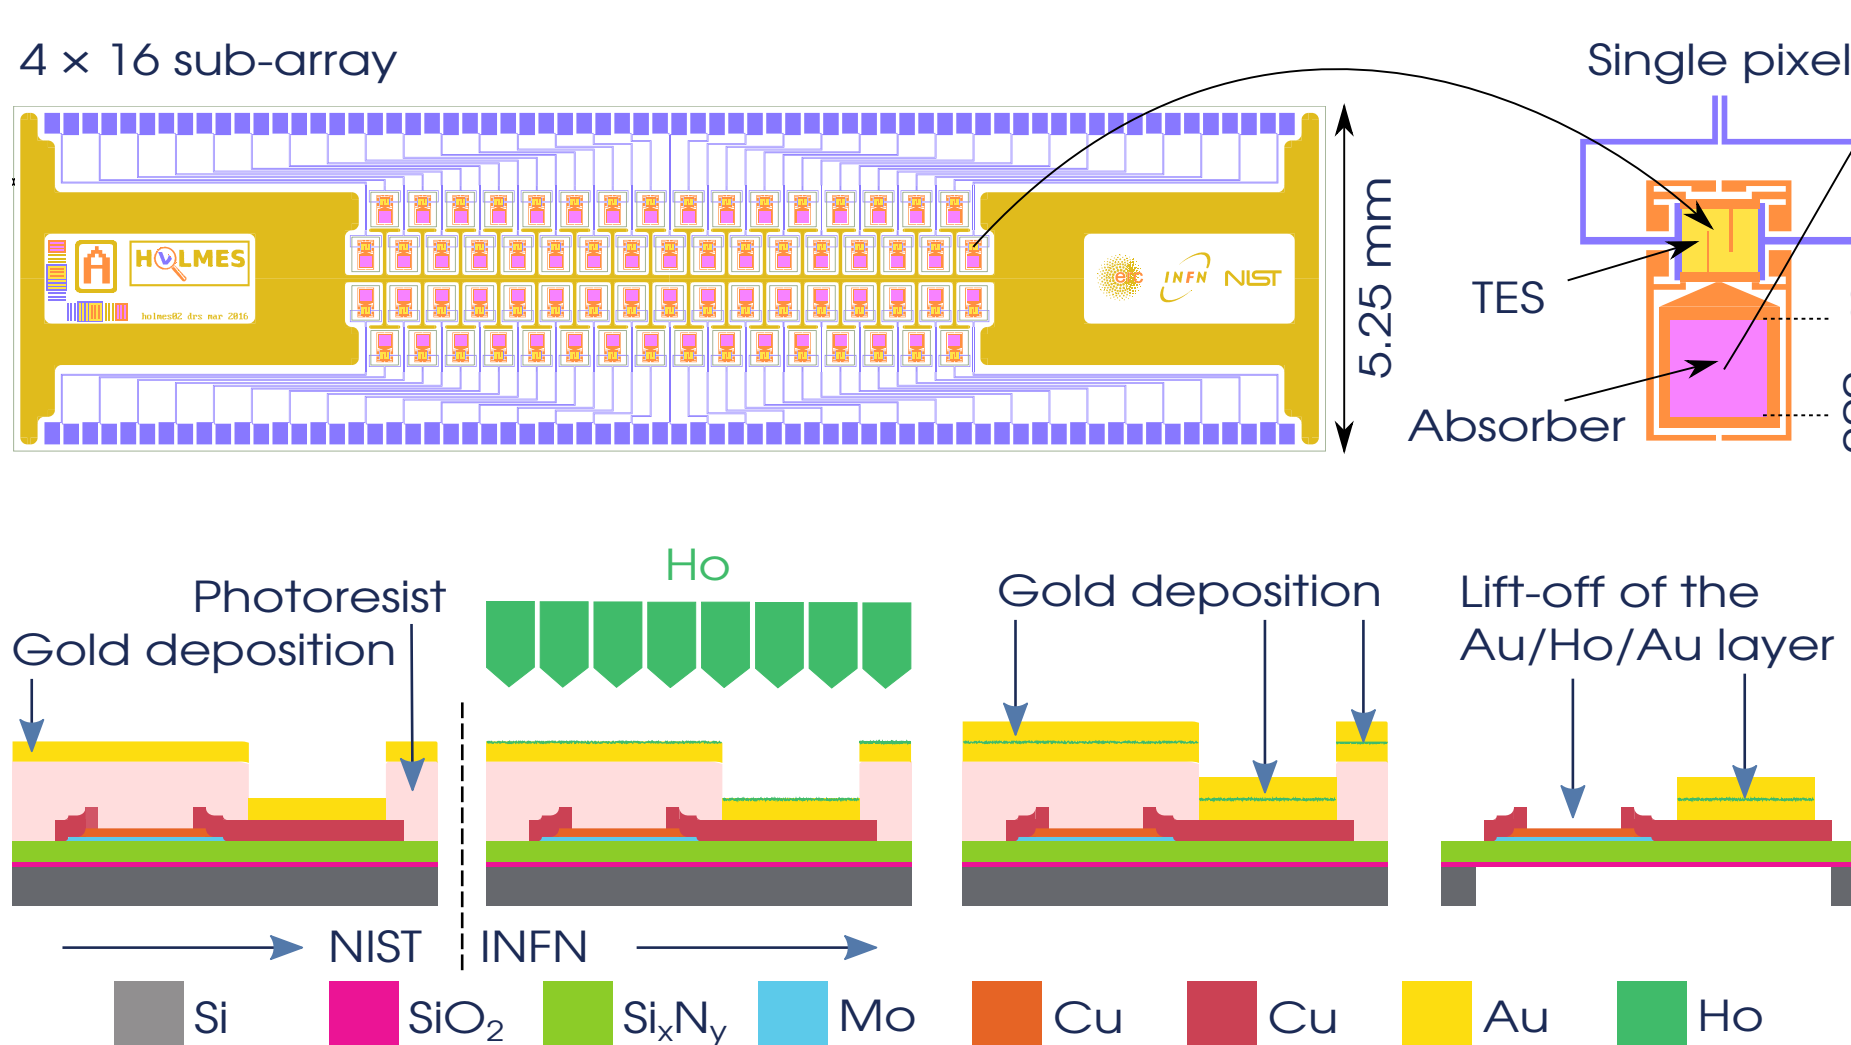 4 × 16 sub-array
Single pixel
HOLMES
holmes02 drs mar 2016
INFN
NIST
5.25 mm
TES
Absorber
Ho
Photoresist
Gold deposition
Gold deposition
Lift-off of the
Au/Ho/Au layer
NIST
INFN
Si
SiO₂
SiₓNᵧ
Mo
Cu
Cu
Au
Ho